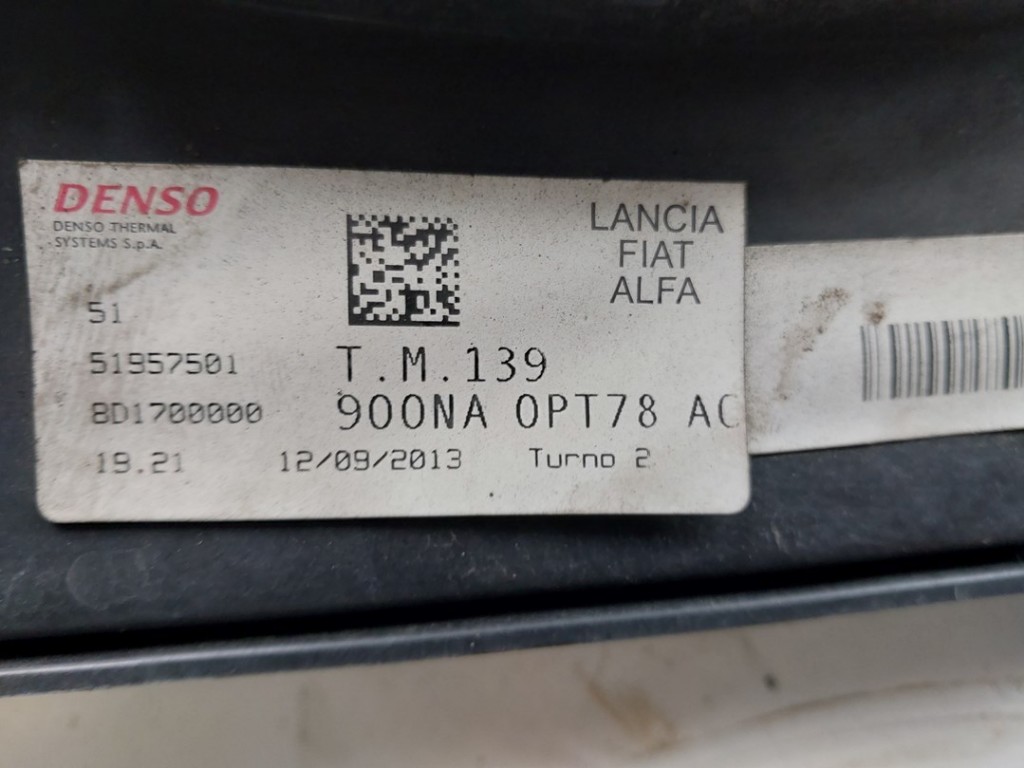 DENSO
DENSO THERMAL
SYSTEMS S.p.A.
LANCIA
FIAT
ALFA
51
51957501
T.M.139
8D1700000
900NA OPT78 AC
19.21
12/09/2013
Turno 2